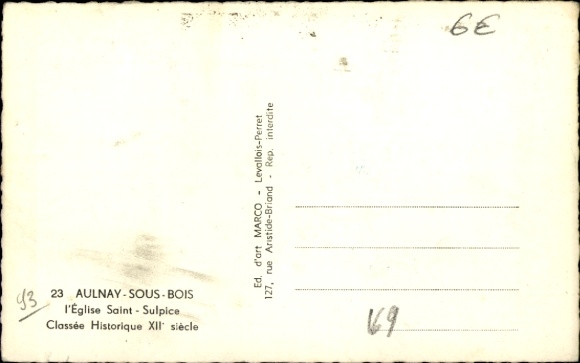 6€
Ed. d'art MARCO - Levallois-Perret
127, rue Aristide-Briand - Rep. interdite
93
23 AULNAY-SOUS-BOIS
l'Église Saint-Sulpice
Classée Historique XIIe siècle
K9